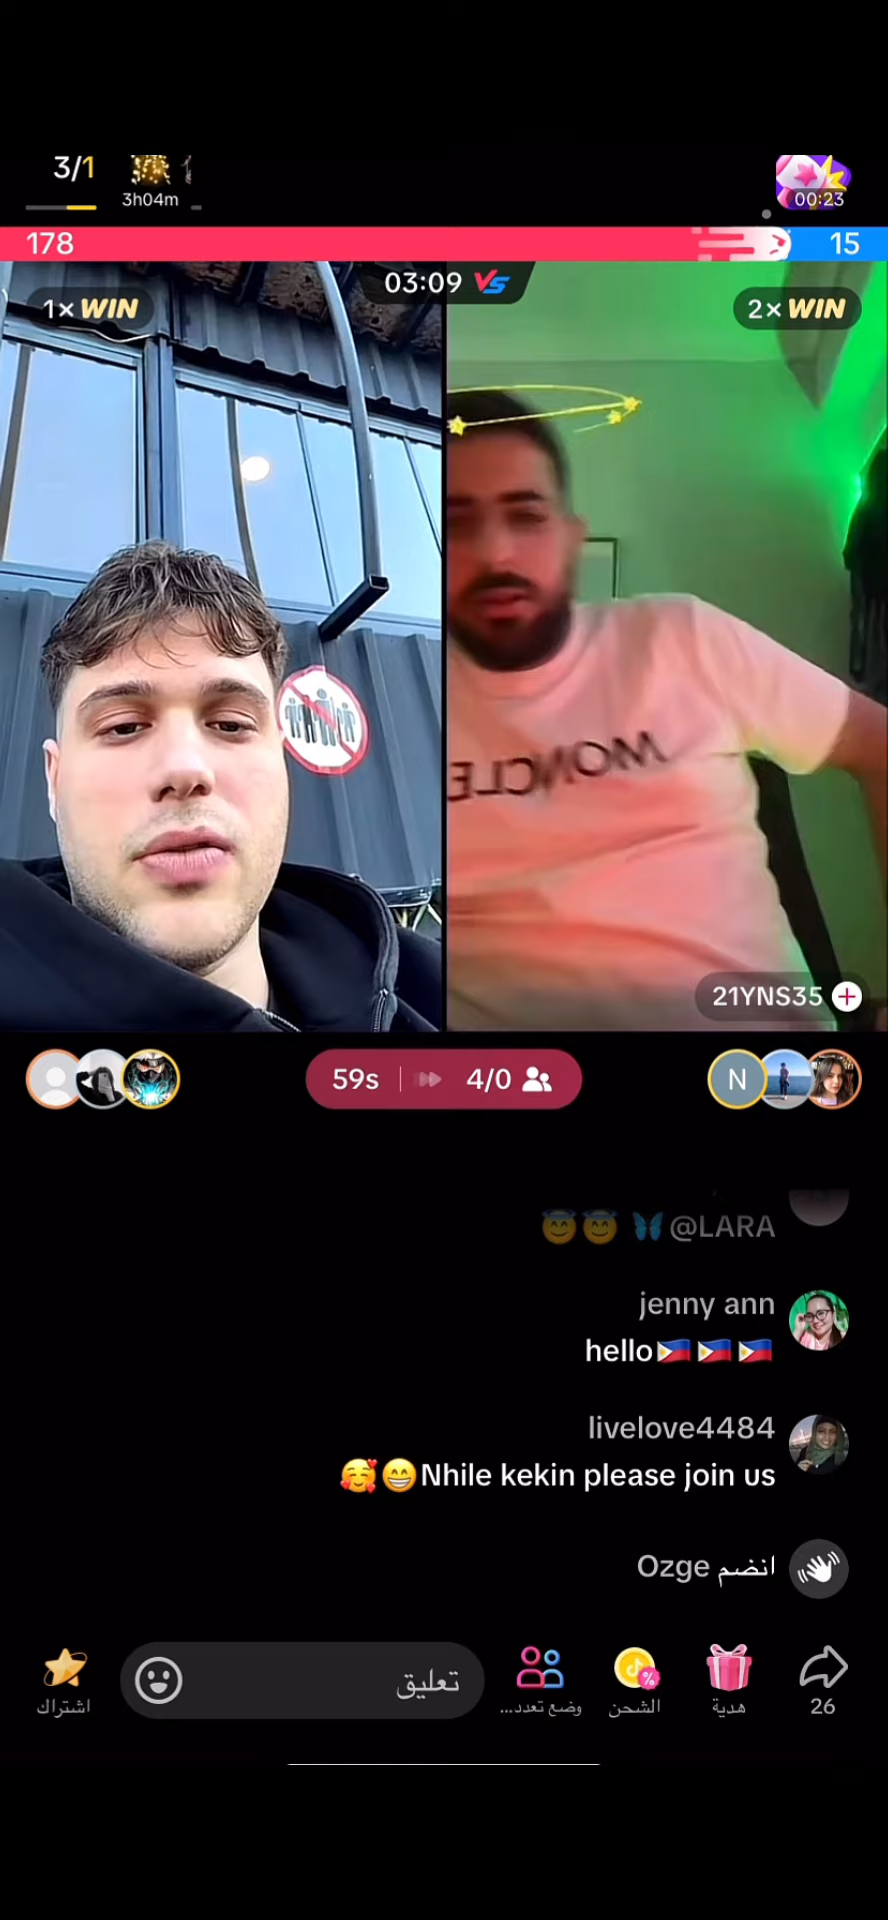 3/1
3h04m
00:23
178
15
03:09 VS
1× WIN
2× WIN
MONCLE
21YNS35
59s
4/0
N
😇😇 🦋@LARA
jenny ann
hello🇵🇭🇵🇭🇵🇭
livelove4484
🥰😁Nhile kekin please join us
Ozge انضم
تعليق
اشتراك
وضع تعدد...
الشحن
هدية
26